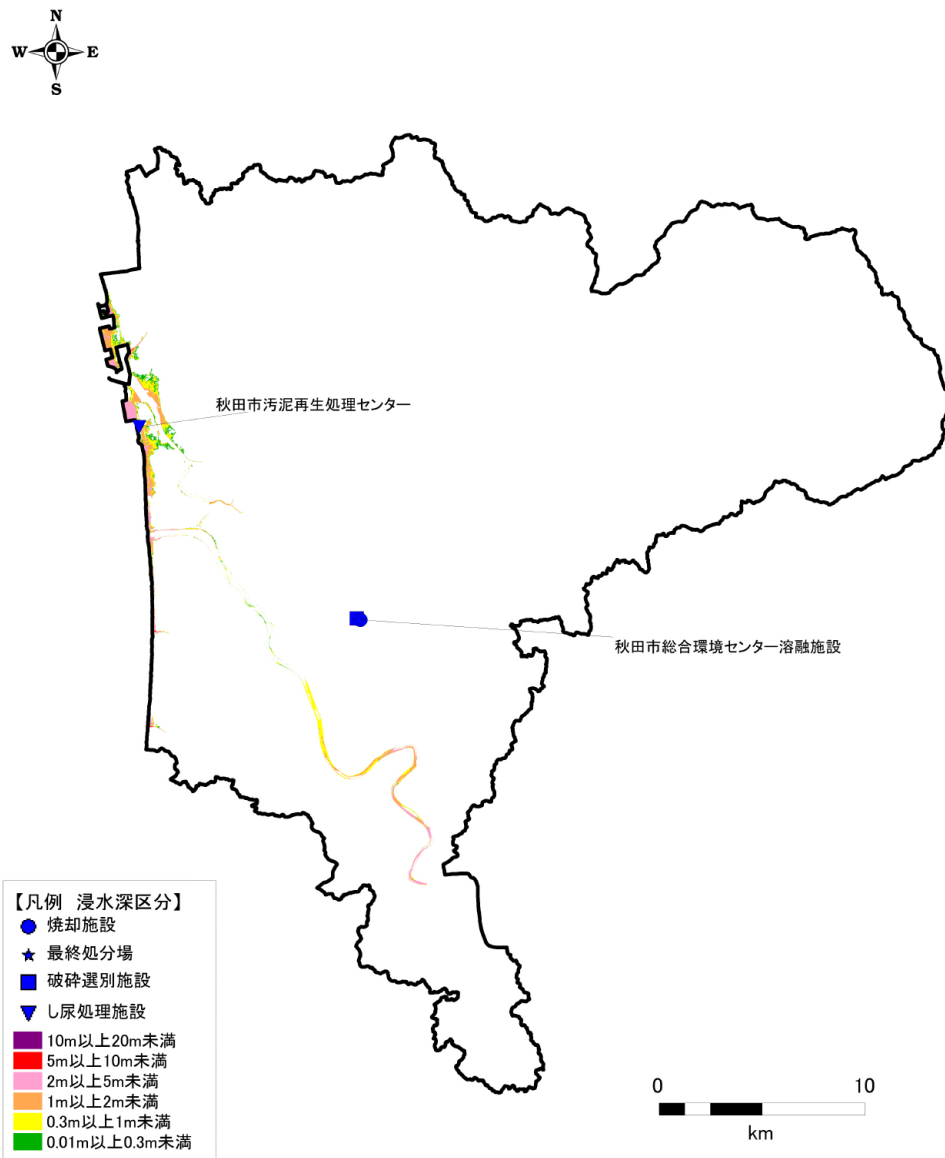 N
W E
S
秋田市汚泥再生処理センター
秋田市総合環境センター溶融施設
【凡例 浸水深区分】
焼却施設
最終処分場
破砕選別施設
し尿処理施設
10m以上20m未満
5m以上10m未満
2m以上5m未満
1m以上2m未満
0.3m以上1m未満
0.01m以上0.3m未満
0 10
km